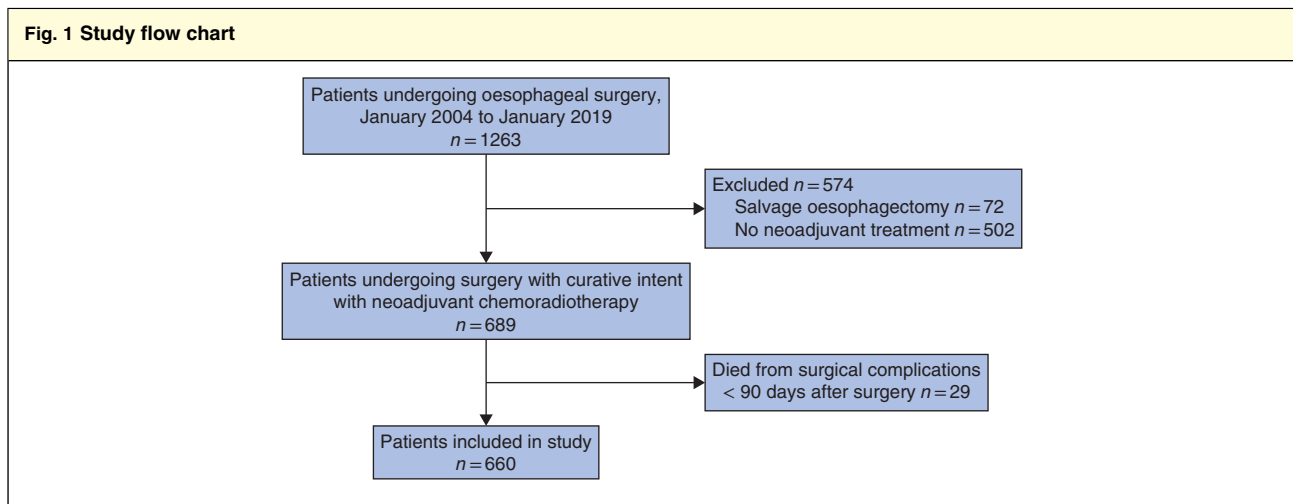 Fig. 1 Study flow chart
Patients undergoing oesophageal surgery,
January 2004 to January 2019
n = 1263
Excluded n = 574
Salvage oesophagectomy n = 72
No neoadjuvant treatment n = 502
Patients undergoing surgery with curative intent
with neoadjuvant chemoradiotherapy
n = 689
Died from surgical complications
< 90 days after surgery n = 29
Patients included in study
n = 660